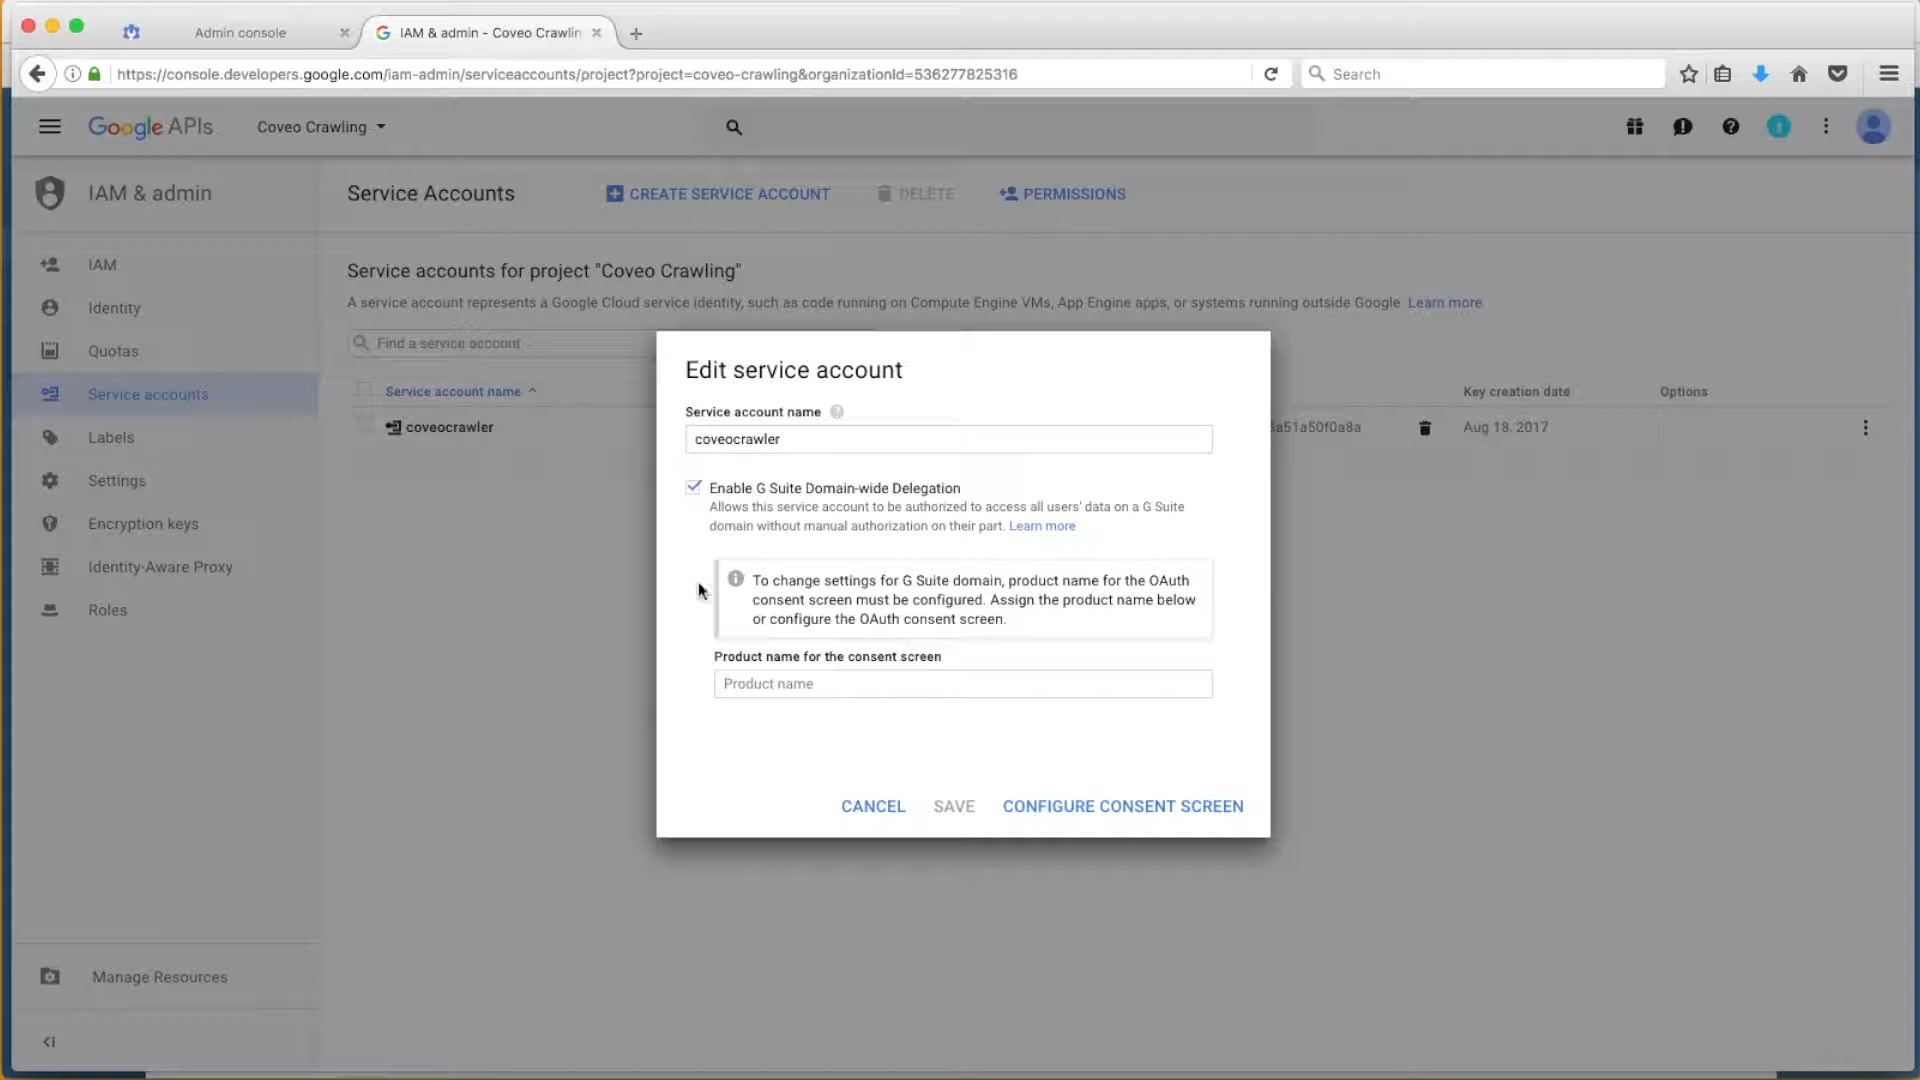 Admin console
IAM & admin - Coveo Crawlin
https://console.developers.google.com/iam-admin/serviceaccounts/project?project=coveo-crawling&organizationId=536277825316
Search
Google APIs
Coveo Crawling
IAM & admin
Service Accounts
CREATE SERVICE ACCOUNT
DELETE
PERMISSIONS
IAM
Identity
Quotas
Service accounts
Labels
Settings
Encryption keys
Identity-Aware Proxy
Roles
Manage Resources
Service accounts for project "Coveo Crawling"
A service account represents a Google Cloud service identity, such as code running on Compute Engine VMs, App Engine apps, or systems running outside Google Learn more
Find a service account
Service account name
Key creation date
Options
coveocrawler
a51a50f0a8a
Aug 18, 2017
Edit service account
Service account name
coveocrawler
Enable G Suite Domain-wide Delegation
Allows this service account to be authorized to access all users' data on a G Suite
domain without manual authorization on their part. Learn more
To change settings for G Suite domain, product name for the OAuth
consent screen must be configured. Assign the product name below
or configure the OAuth consent screen.
Product name for the consent screen
Product name
CANCEL
SAVE
CONFIGURE CONSENT SCREEN